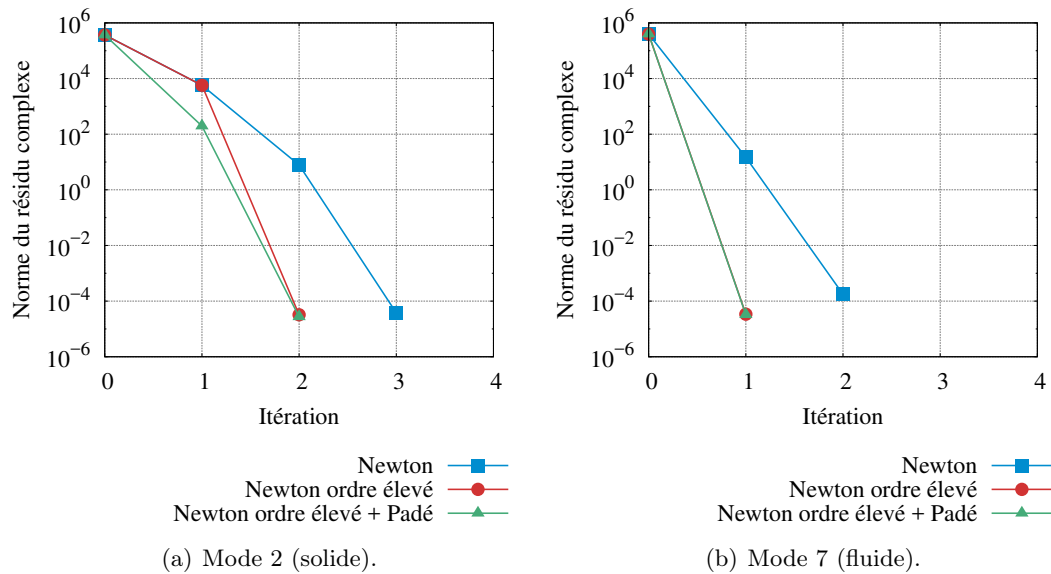 Norme du résidu complexe
10^6
10^4
10^2
10^0
10^-2
10^-4
10^-6
0 1 2 3 4
Itération
Newton
Newton ordre élevé
Newton ordre élevé + Padé
(a) Mode 2 (solide).
Norme du résidu complexe
10^6
10^4
10^2
10^0
10^-2
10^-4
10^-6
0 1 2 3 4
Itération
Newton
Newton ordre élevé
Newton ordre élevé + Padé
(b) Mode 7 (fluide).